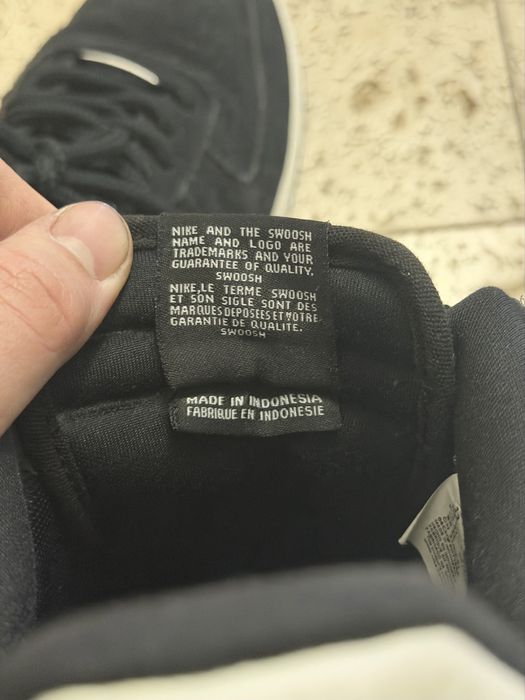 NIKE AND THE SWOOSH
NAME AND LOGO ARE
TRADEMARKS AND YOUR
GUARANTEE OF QUALITY.
SWOOSH
NIKE,LE TERME SWOOSH
ET SON SIGLE SONT DES
MARQUES DEPOSEES ET VOTRE
GARANTIE DE QUALITE.
SWOOSH
MADE IN INDONESIA
FABRIQUE EN INDONESIE